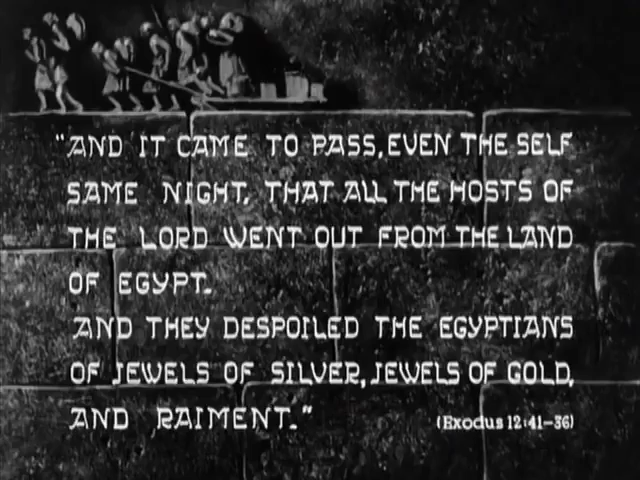 "AND IT CAME TO PASS, EVEN THE SELF
SAME NIGHT, THAT ALL THE HOSTS OF
THE LORD WENT OUT FROM THE LAND
OF EGYPT.
AND THEY DESPOILED THE EGYPTIANS
OF JEWELS OF SILVER, JEWELS OF GOLD,
AND RAIMENT."
(Exodus 12:41-36)